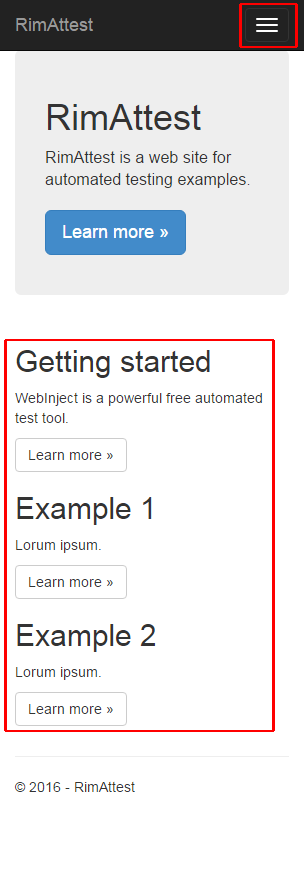 RimAttest
RimAttest
RimAttest is a web site for
automated testing examples.
Learn more »
Getting started
WebInject is a powerful free automated
test tool.
Learn more »
Example 1
Lorum ipsum.
Learn more »
Example 2
Lorum ipsum.
Learn more »
© 2016 - RimAttest